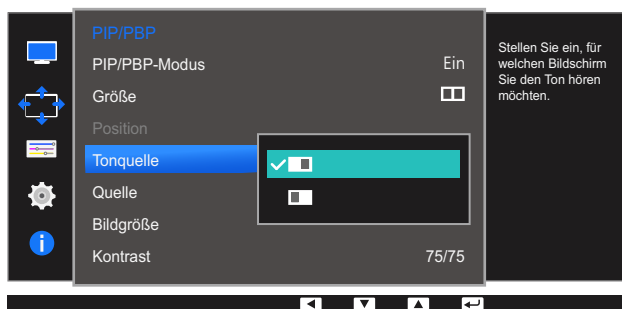 PIP/PBP
PIP/PBP-Modus Ein
Größe
Position
Tonquelle
Quelle
Bildgröße
Kontrast 75/75
Stellen Sie ein, für
welchen Bildschirm
Sie den Ton hören
möchten.